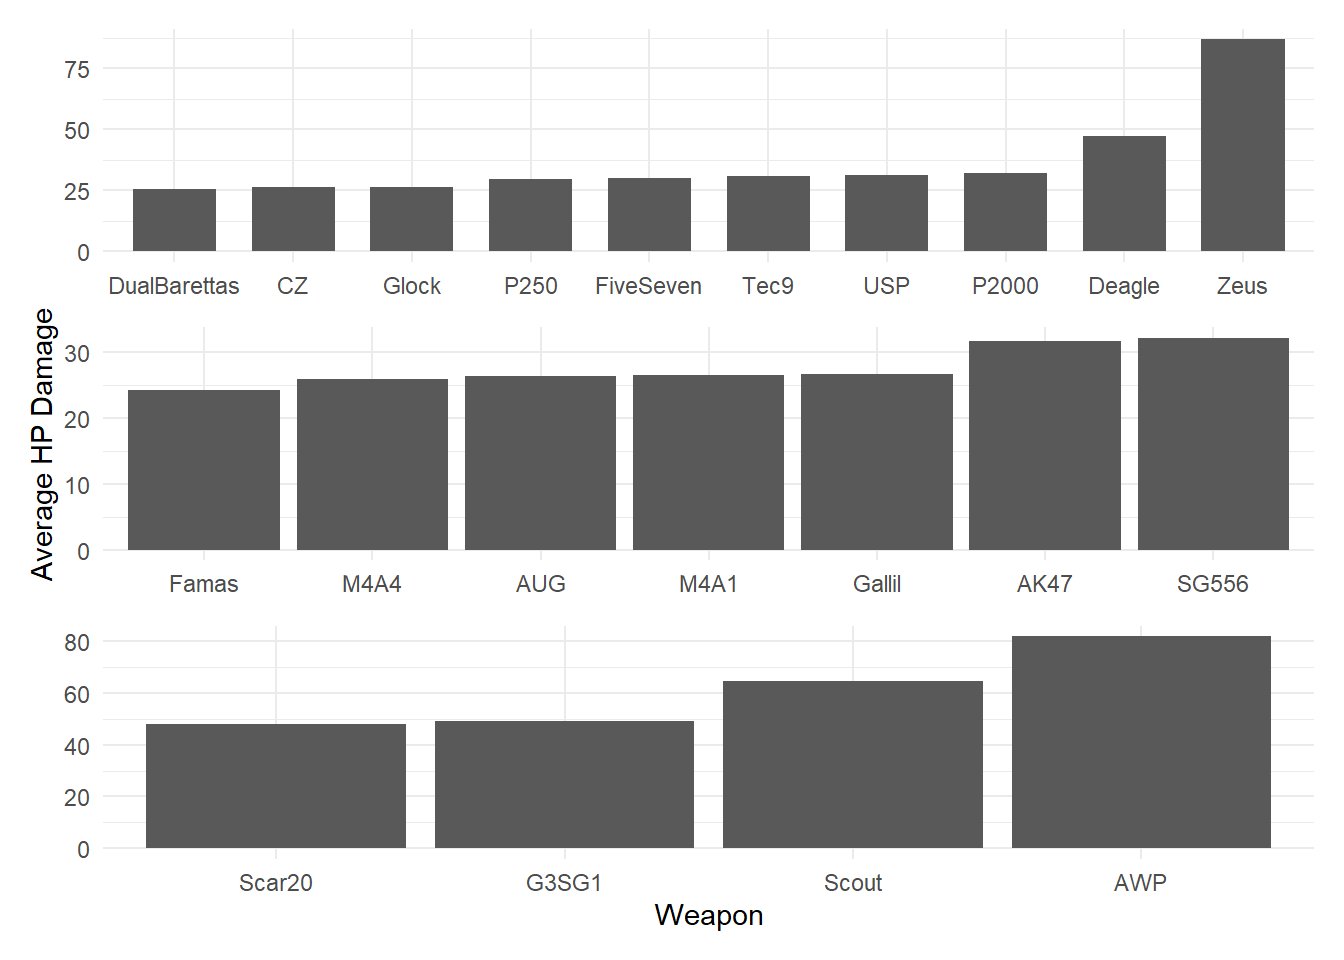 75
50
25
0
DualBarettas CZ Glock P250 FiveSeven Tec9 USP P2000 Deagle Zeus
Average HP Damage
30
20
10
0
Famas M4A4 AUG M4A1 Gallil AK47 SG556
80
60
40
20
0
Scar20 G3SG1 Scout AWP
Weapon